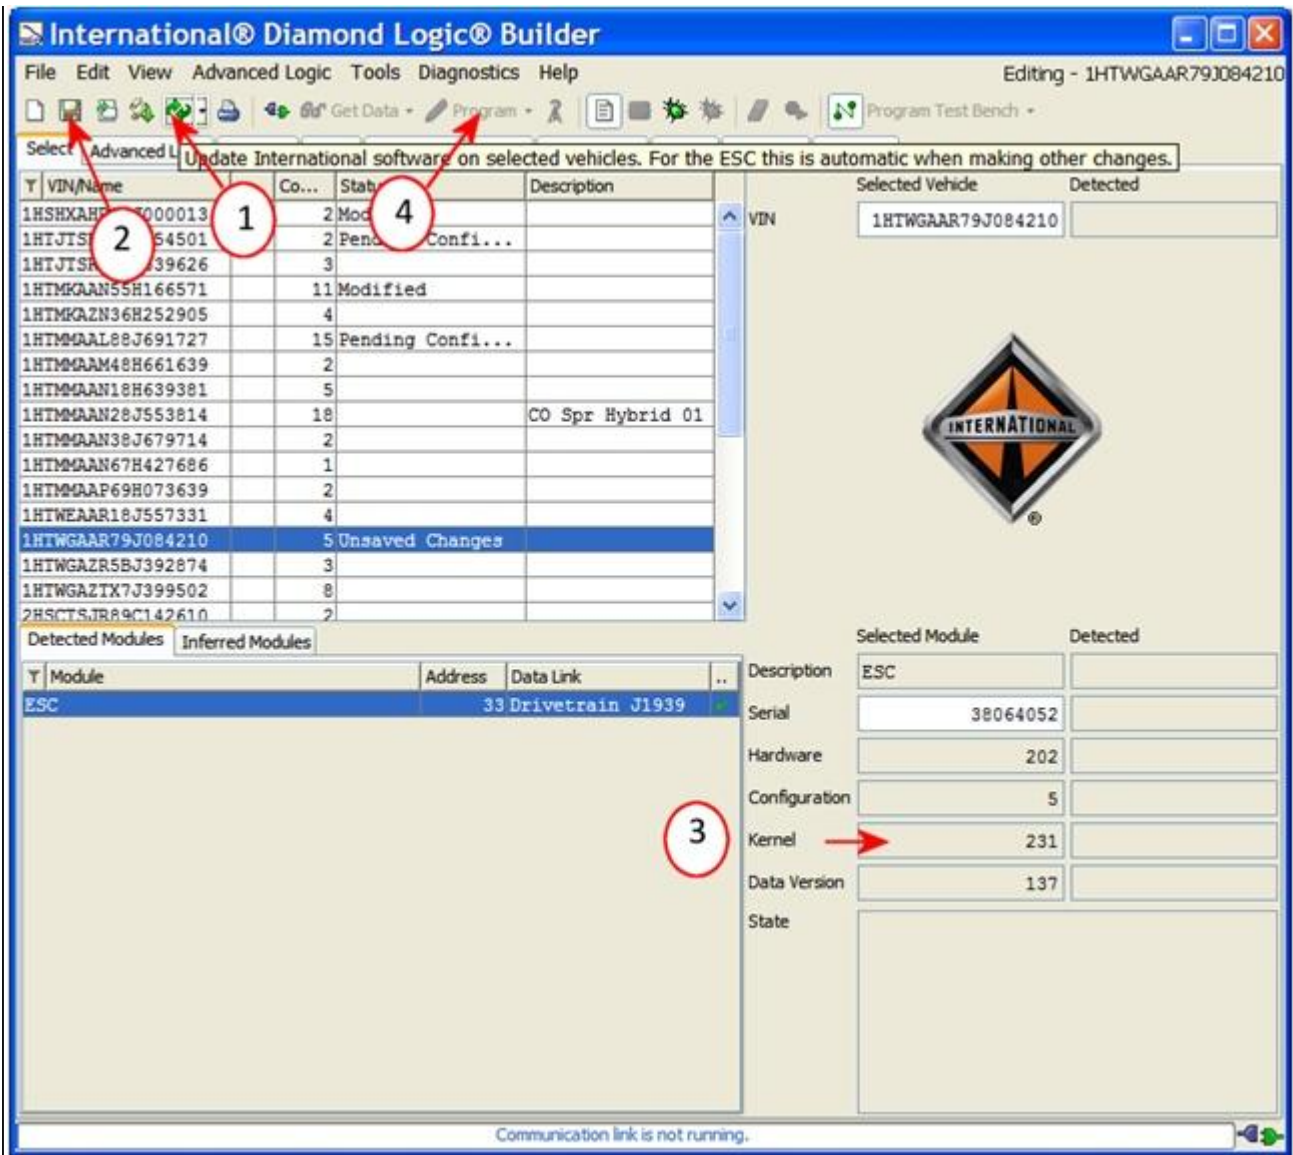 International® Diamond Logic® Builder
File Edit View Advanced Logic Tools Diagnostics Help Editing - 1HTWGAAR79J084210
Get Data Program Program Test Bench
Select Advanced L
Update International software on selected vehicles. For the ESC this is automatic when making other changes.
VIN/Name Co... Description
1HSHXAH 000013 2 Mod
1HTJTS 54501 2 Pend Confi...
1HTJTS 39626 3
1HTMKAAN55H166571 11 Modified
1HTMKAZN36H252905 4
1HTMMAAL88J691727 15 Pending Confi...
1HTMMAAM48H661639 2
1HTMMAAN18H639381 5
1HTMMAAN28J553814 18 CO Spr Hybrid 01
1HTMMAAN38J679714 2
1HTMMAAN67H427686 1
1HTMMAAP69H073639 2
1HTWEAAR18J557331 4
1HTWGAAR79J084210 5 Unsaved Changes
1HTWGAZR5BJ392874 3
1HTWGAZTX7J399502 8
2HSCTSJR89C142610 2
1
2
4
Selected Vehicle Detected
VIN 1HTWGAAR79J084210
INTERNATIONAL
®
Detected Modules Inferred Modules
Module Address Data Link ..
ESC 33 Drivetrain J1939
Selected Module Detected
Description ESC
Serial 38064052
Hardware 202
Configuration 5
3
Kernel 231
Data Version 137
State
Communication link is not running.